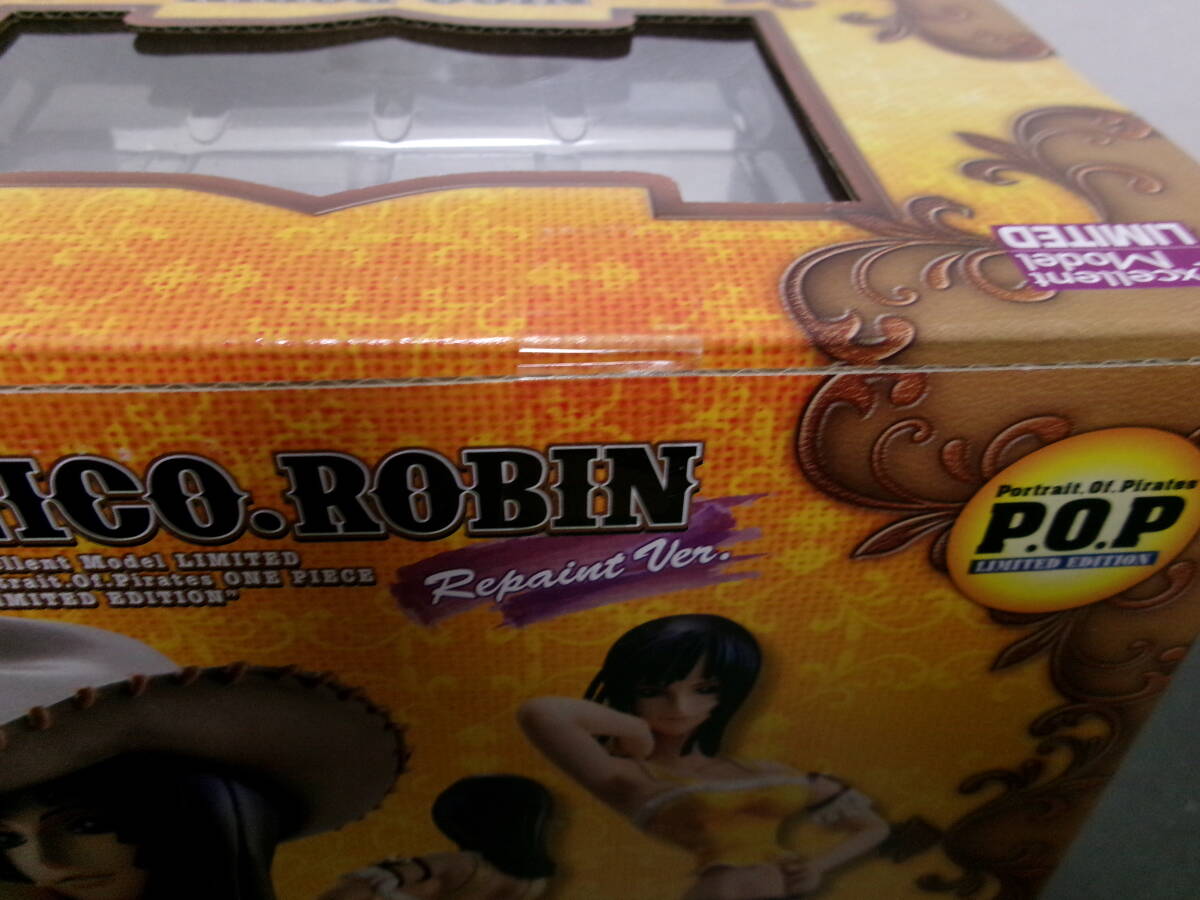 LIMITED
Model
xcellent
ICO.ROBIN
Repaint Ver.
ellent Model LIMITED
trait.Of.Pirates ONE PIECE
IMITED EDITION"
Portrait.Of.Pirates
P.O.P
LIMITED EDITION